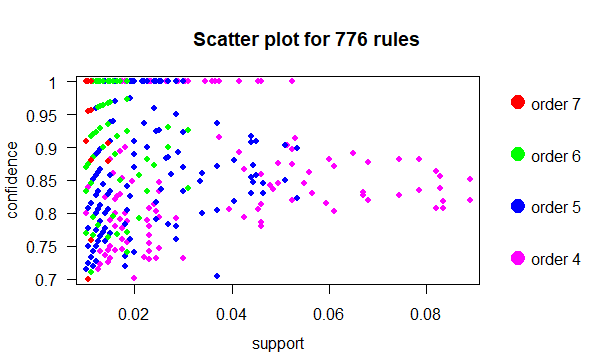 Scatter plot for 776 rules
1
0.95
0.9
0.85
0.8
0.75
0.7
confidence
0.02
0.04
0.06
0.08
support
order 7
order 6
order 5
order 4